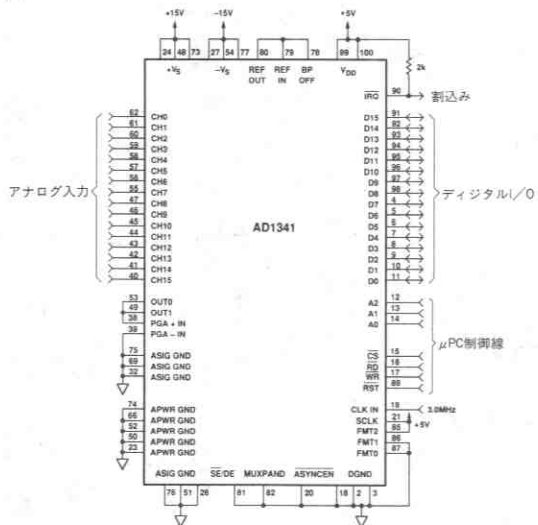 +15V -15V +5V
24 48 73 27 54 77 80 79 78 99 100
+VS -VS REF OUT REF IN BP OFF VDD
2k
IRQ 90 割込み
62 CH0
61 CH1
60 CH2
59 CH3
58 CH4
57 CH5
56 CH6
55 CH7
47 CH8
46 CH9
45 CH10
44 CH11
43 CH12
42 CH13
41 CH14
40 CH15
アナログ入力
AD1341
D15 91
D14 92
D13 93
D12 94
D11 95
D10 96
D9 97
D8 98
D7 4
D6 5
D5 6
D4 7
D3 8
D2 9
D1 10
D0 11
ディジタルI/O
53 OUT0
49 OUT1
38 PGA + IN
39 PGA - IN
75 ASIG GND
69 ASIG GND
32 ASIG GND
A2 12
A1 13
A0 14
CS 15
RD 16
WR 17
RST 89
μPC制御線
74 APWR GND
66 APWR GND
52 APWR GND
50 APWR GND
23 APWR GND
CLK IN 19 3.0MHz
SCLK 21
FMT2 85 +5V
FMT1 86
FMT0 87
ASIG GND SE/DE MUXPAND ASYNCEN DGND
76 51 26 81 82 20 18 2 3